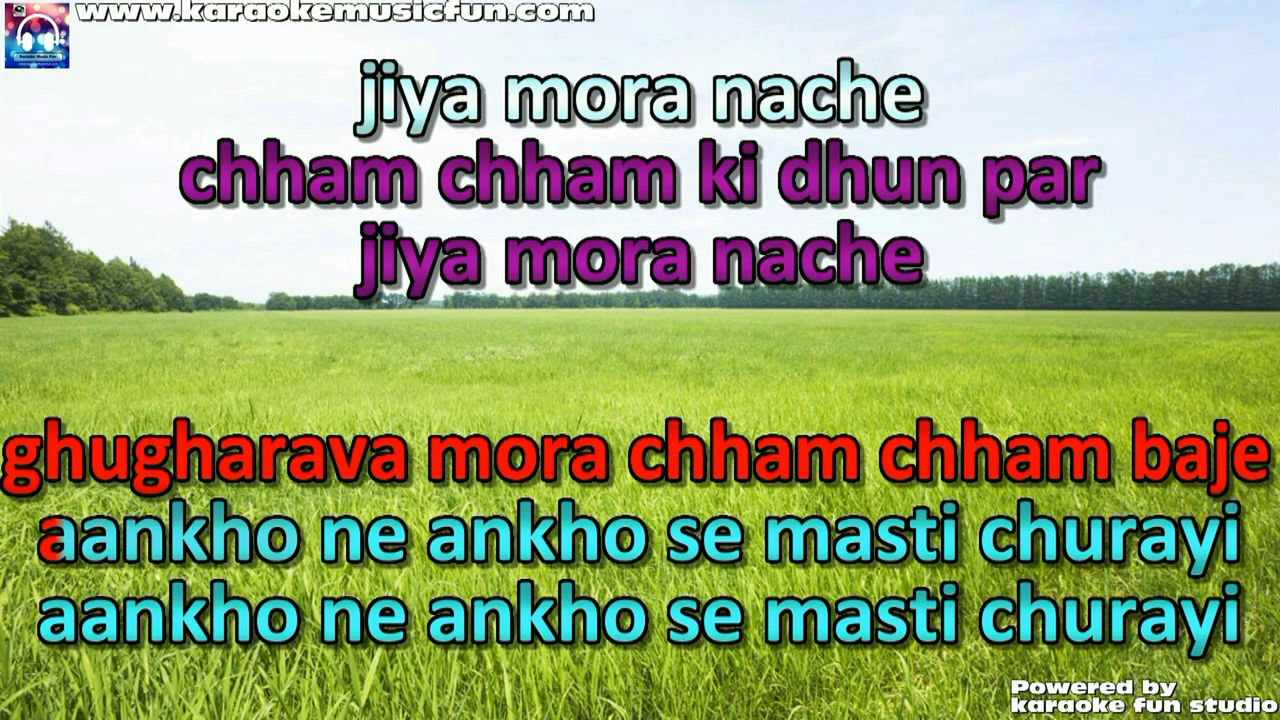 www.karaokemusicfun.com
jiya mora nache
chham chham ki dhun par
jiya mora nache
ghugharava mora chham chham baje
aankho ne ankho se masti churayi
aankho ne ankho se masti churayi
Powered by
karaoke fun studio